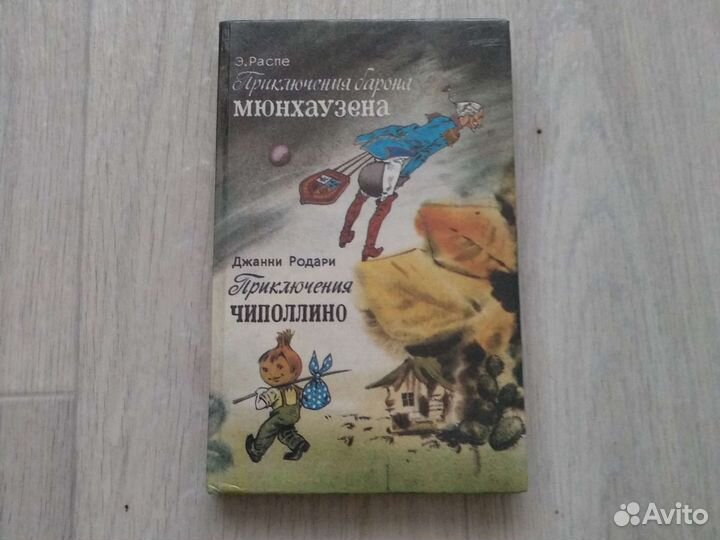 Э. Распе
Приключения барона
МЮНХАУЗЕНА
Джанни Родари
Приключения
ЧИПОЛЛИНО
Avito